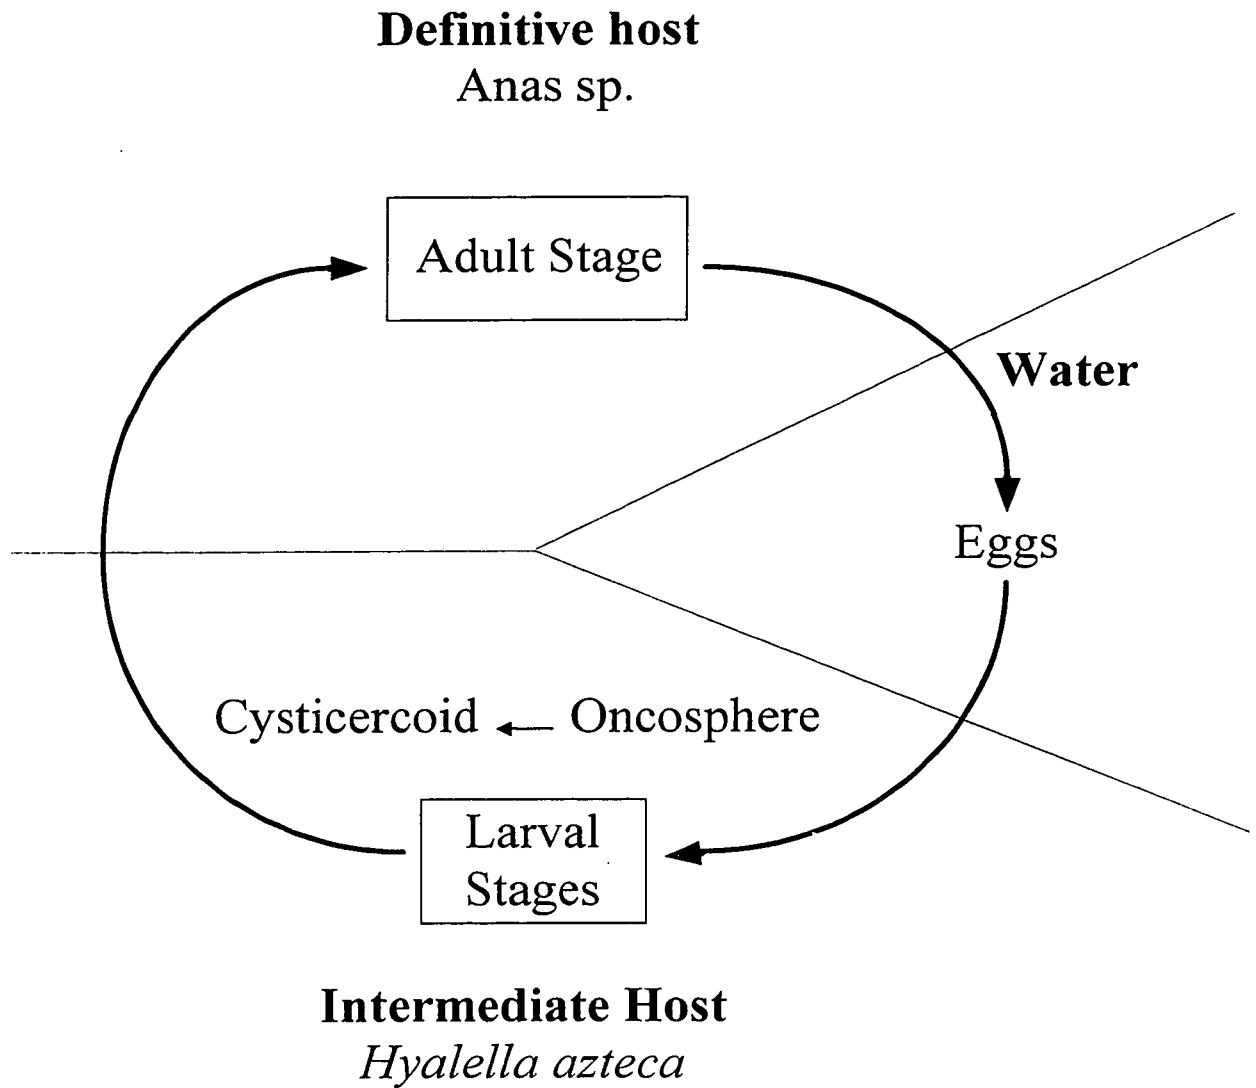 Definitive host
Anas sp.
Adult Stage
Water
Eggs
Cysticercoid
Oncosphere
Larval
Stages
Intermediate Host
Hyalella azteca